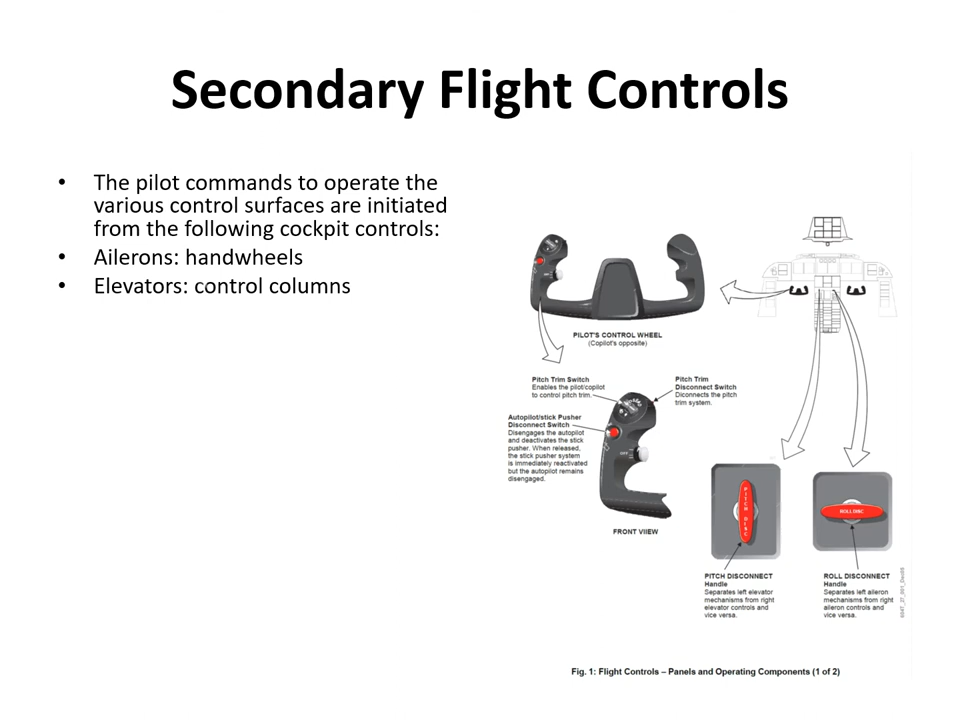 Secondary Flight Controls
• The pilot commands to operate the
various control surfaces are initiated
from the following cockpit controls:
• Ailerons: handwheels
• Elevators: control columns
PILOT'S CONTROL WHEEL
(Copilot's opposite)
Pitch Trim Switch
Enables the pilot/copilot
to control pitch trim.
Pitch Trim
Disconnect Switch
Diconnects the pitch
trim system.
Autopilot/stick Pusher
Disconnect Switch
Disengages the autopilot
and deactivates the stick
pusher. When released,
the stick pusher system
is immediately reactivated
but the autopilot remains
disengaged.
FRONT VIIEW
PITCH DISC
ROLL DISC
PITCH DISCONNECT
Handle
Separates left elevator
mechanisms from right
elevator controls and
vice versa.
ROLL DISCONNECT
Handle
Separates left aileron
mechanisms from right
aileron controls and
vice versa.
Fig. 1: Flight Controls – Panels and Operating Components (1 of 2)